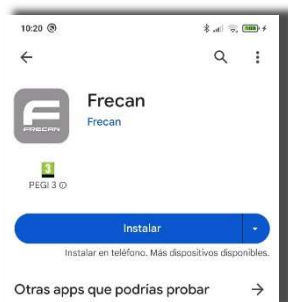 10:20
Frecan
Frecan
FRECAN
3
PEGI 3
Instalar
Instalar en teléfono. Más dispositivos disponibles.
Otras apps que podrías probar